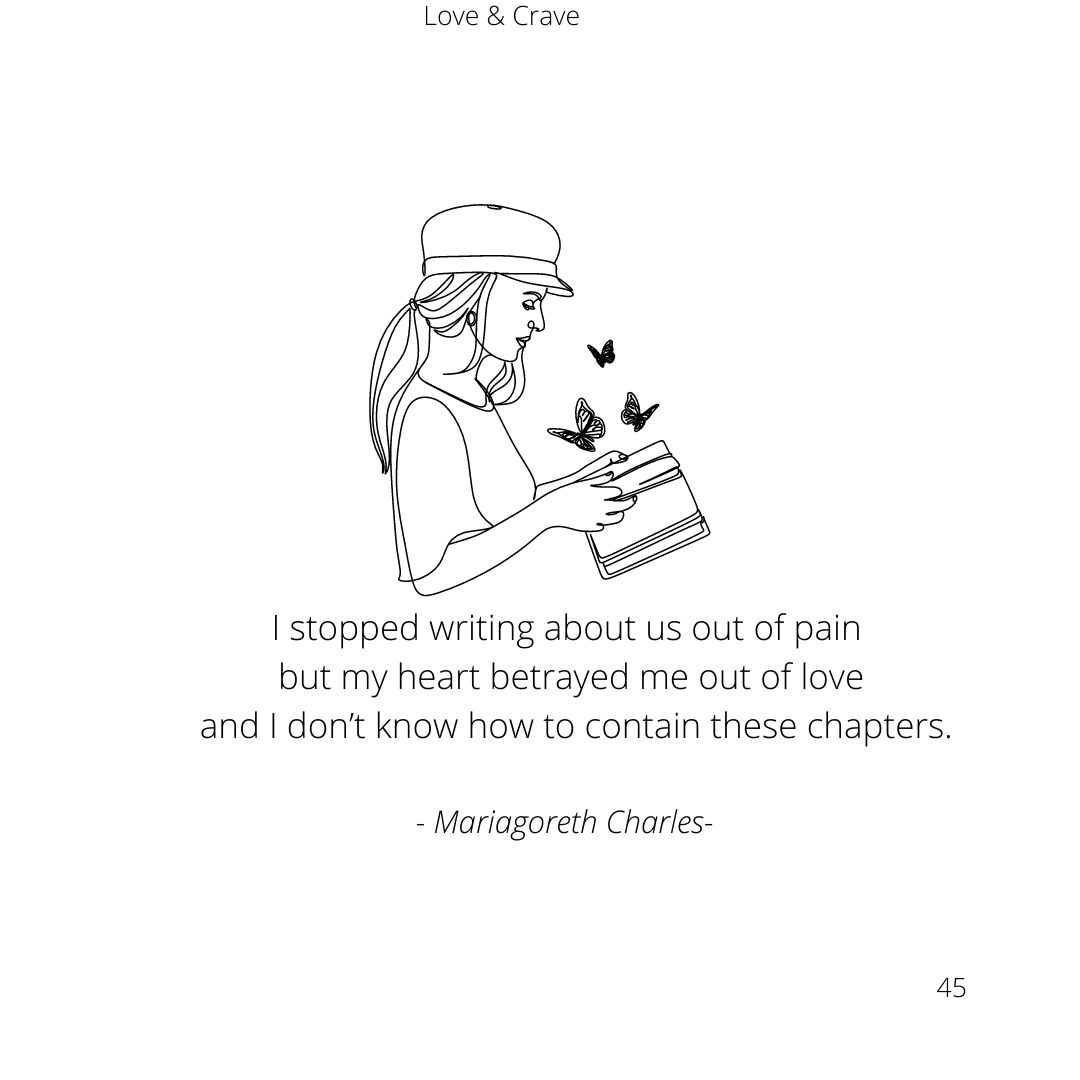 Love & Crave
I stopped writing about us out of pain
but my heart betrayed me out of love
and I don’t know how to contain these chapters.
- Mariagoreth Charles-
45